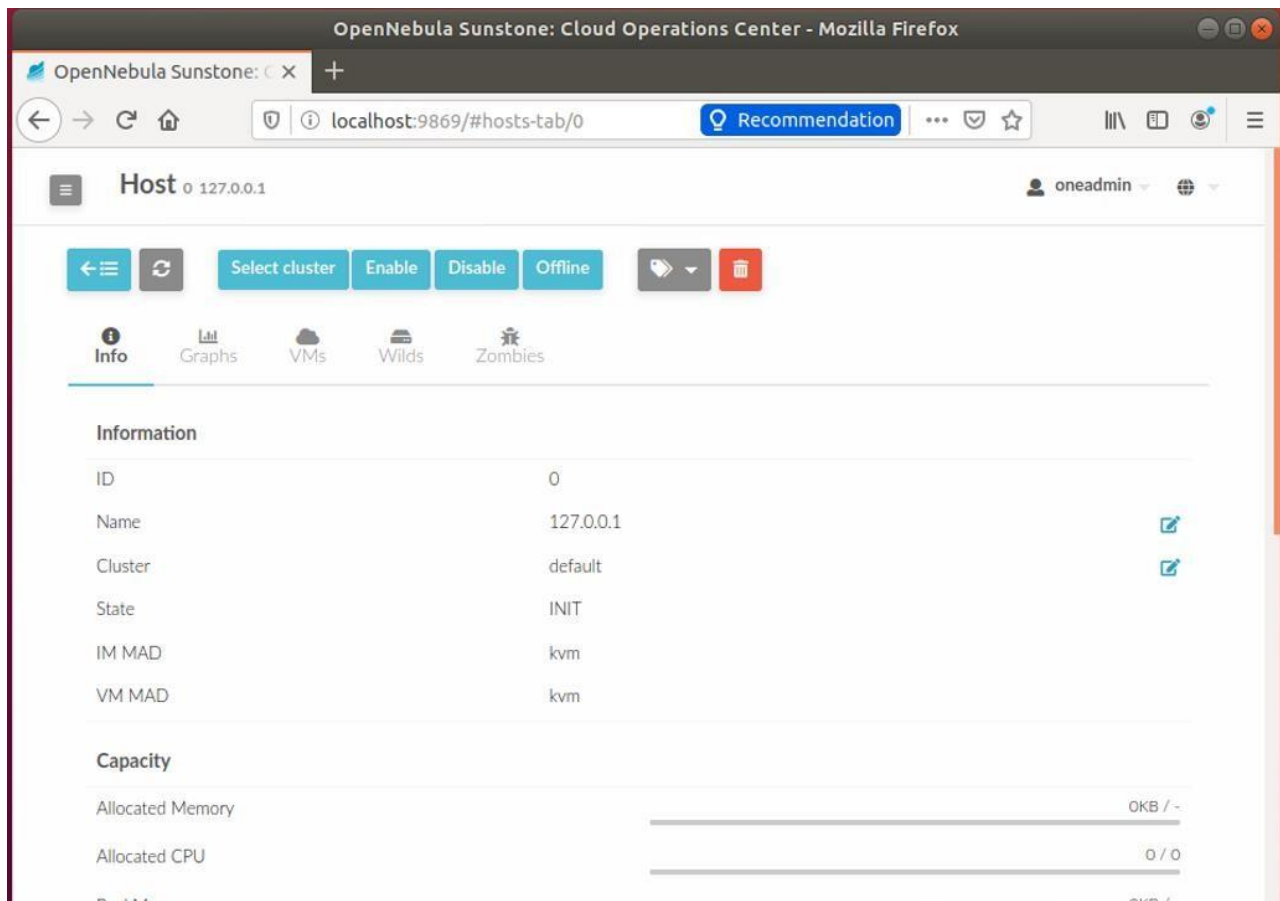 OpenNebula Sunstone: Cloud Operations Center - Mozilla Firefox
OpenNebula Sunstone: C
localhost:9869/#hosts-tab/0 Recommendation
Host 0 127.0.0.1 oneadmin
Select cluster Enable Disable Offline
Info Graphs VMs Wilds Zombies
Information
ID 0
Name 127.0.0.1
Cluster default
State INIT
IM MAD kvm
VM MAD kvm
Capacity
Allocated Memory 0KB / -
Allocated CPU 0 / 0